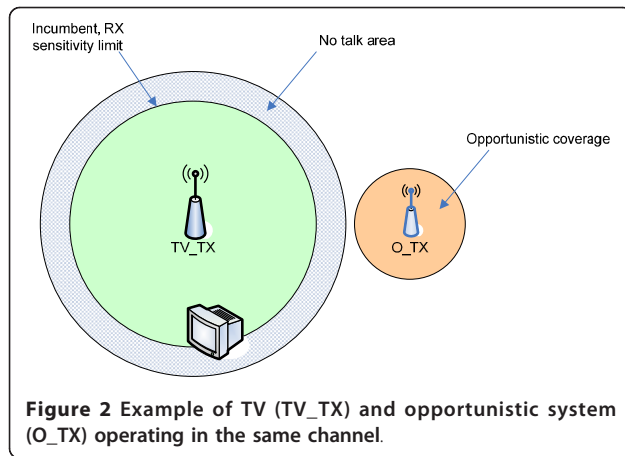 Incumbent, RX
sensitivity limit
No talk area
Opportunistic coverage
TV_TX
O_TX
Figure 2 Example of TV (TV_TX) and opportunistic system
(O_TX) operating in the same channel.